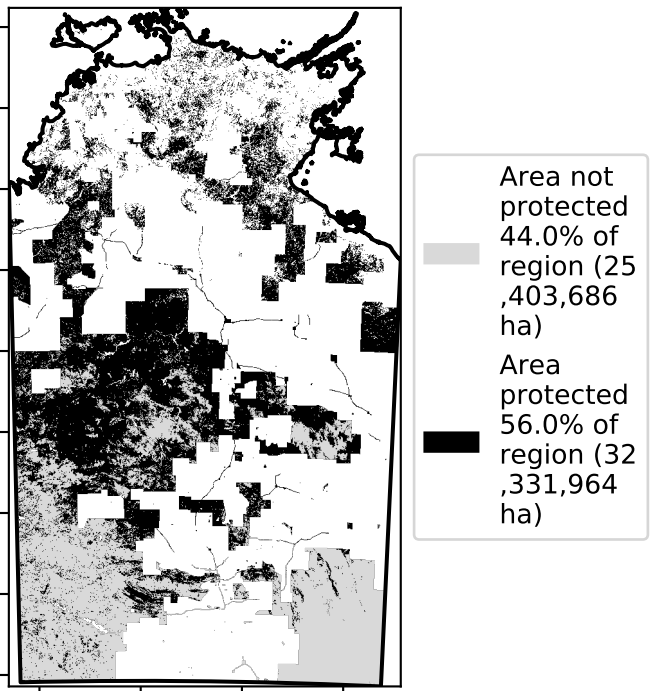 Area not
protected
44.0% of
region (25
,403,686
ha)
Area
protected
56.0% of
region (32
,331,964
ha)